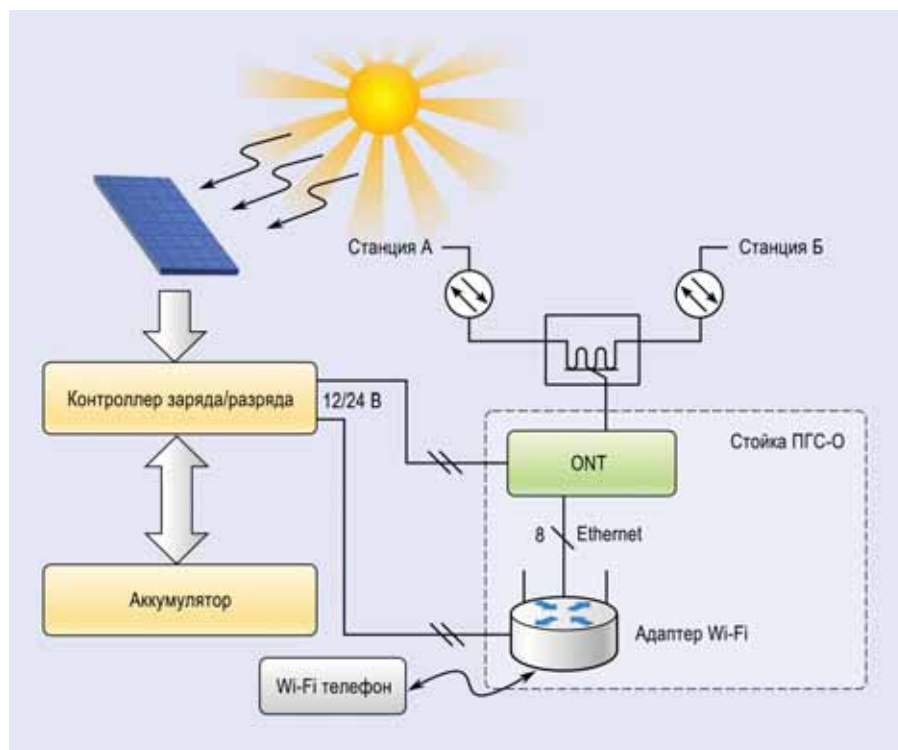 Станция А
Станция Б
Контроллер заряда/разряда
12/24 В
Стойка ПГС-О
ONT
8
Ethernet
Аккумулятор
Адаптер Wi-Fi
Wi-Fi телефон